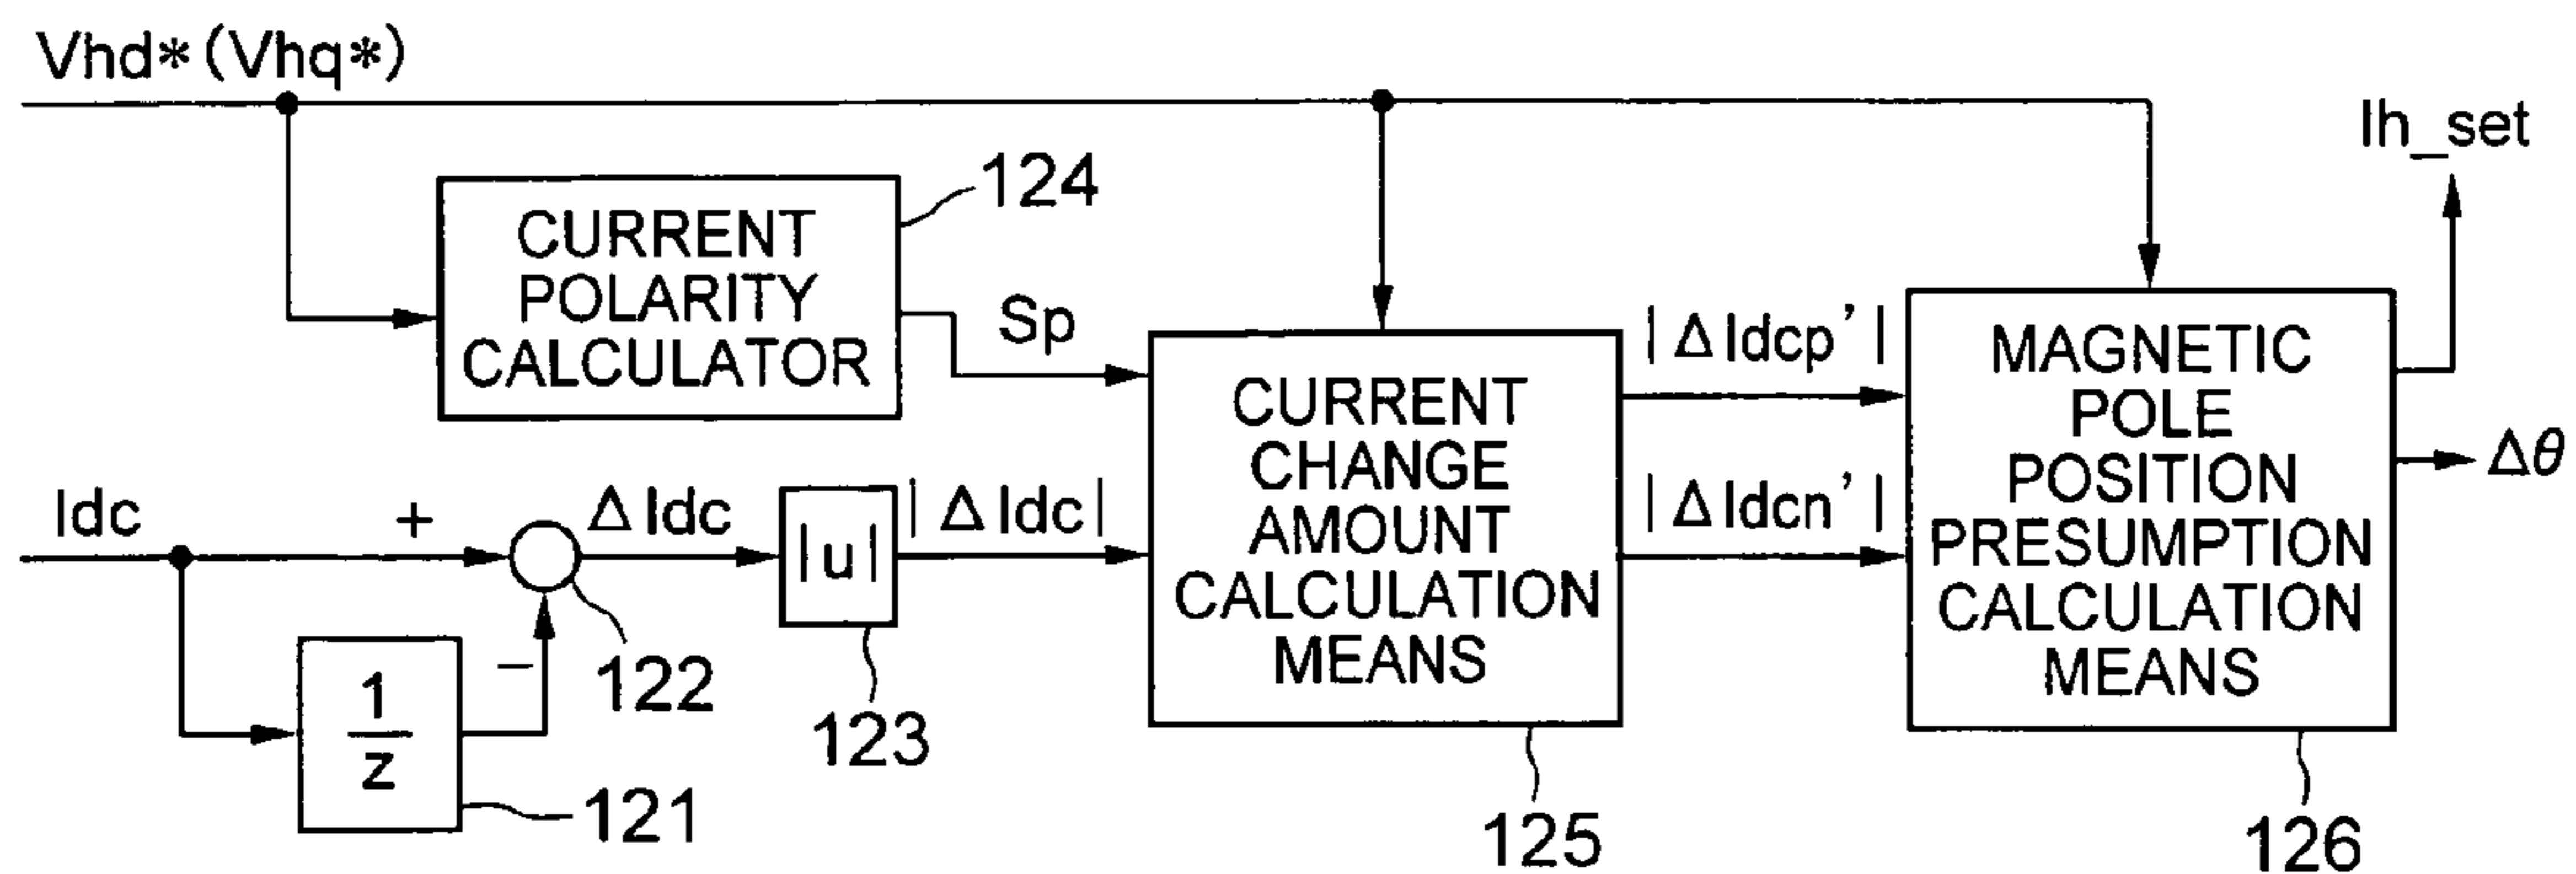 Vhd*(Vhq*)
Ih_set
124
CURRENT
POLARITY
CALCULATOR
Sp
|ΔIdcp'|
MAGNETIC
POLE
POSITION
PRESUMPTION
CALCULATION
MEANS
Δθ
CURRENT
CHANGE
AMOUNT
CALCULATION
MEANS
|ΔIdcn'|
Idc
+
ΔIdc
|u|
|ΔIdc|
−
122
123
1
z
121
125
126